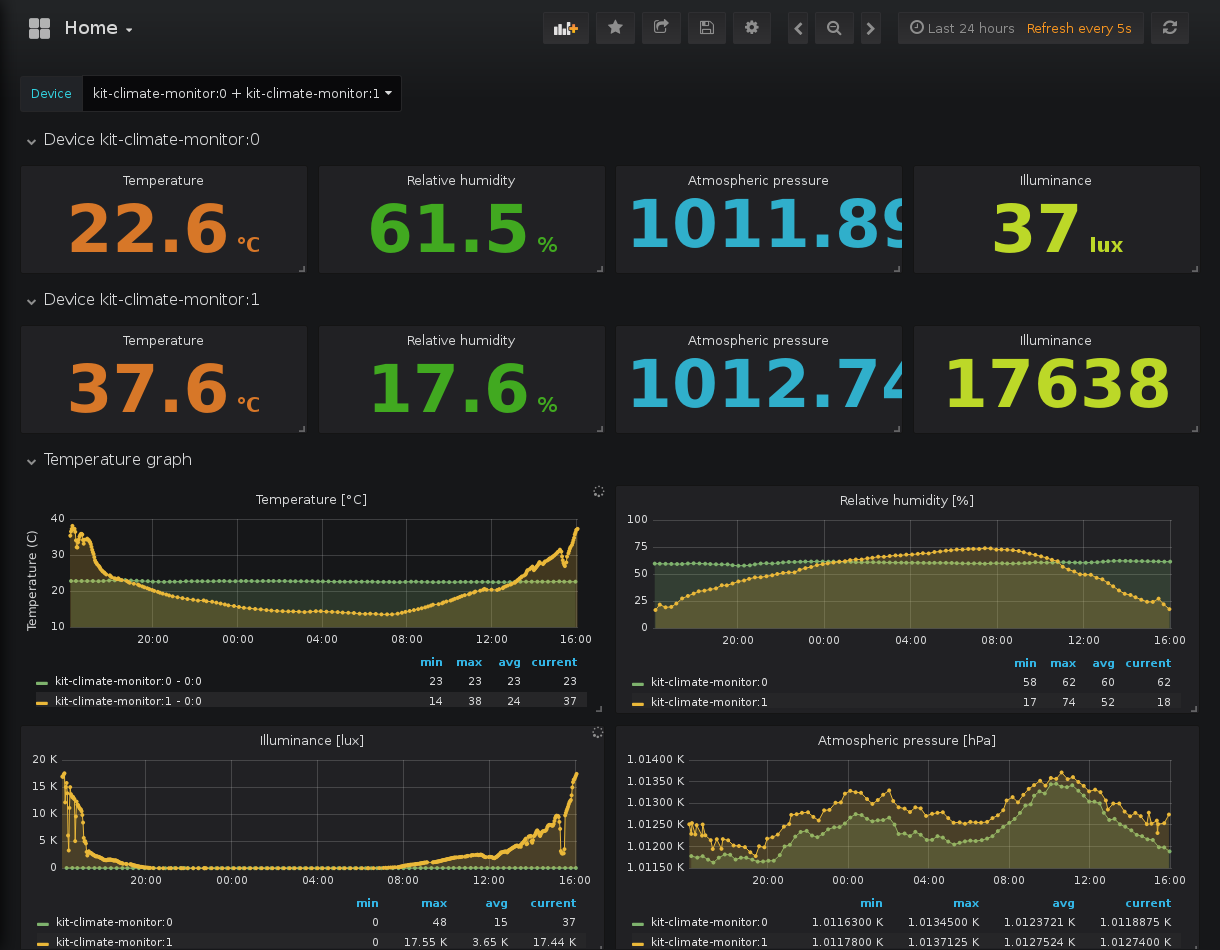 Home
Last 24 hours Refresh every 5s
Device kit-climate-monitor:0 + kit-climate-monitor:1
Device kit-climate-monitor:0
Temperature Relative humidity Atmospheric pressure Illuminance
22.6 °C 61.5 % 1011.89 37 lux
Device kit-climate-monitor:1
Temperature Relative humidity Atmospheric pressure Illuminance
37.6 °C 17.6 % 1012.74 17638
Temperature graph
Temperature [°C]
Temperature (C)
40
30
20
10
20:00 00:00 04:00 08:00 12:00 16:00
min max avg current
kit-climate-monitor:0 - 0:0 23 23 23 23
kit-climate-monitor:1 - 0:0 14 38 24 37
Relative humidity [%]
100
75
50
25
0
20:00 00:00 04:00 08:00 12:00 16:00
min max avg current
kit-climate-monitor:0 58 62 60 62
kit-climate-monitor:1 17 74 52 18
Illuminance [lux]
20 K
15 K
10 K
5 K
0
20:00 00:00 04:00 08:00 12:00 16:00
min max avg current
kit-climate-monitor:0 0 48 15 37
kit-climate-monitor:1 0 17.55 K 3.65 K 17.44 K
Atmospheric pressure [hPa]
1.01400 K
1.01350 K
1.01300 K
1.01250 K
1.01200 K
1.01150 K
20:00 00:00 04:00 08:00 12:00 16:00
min max avg current
kit-climate-monitor:0 1.0116300 K 1.0134500 K 1.0123721 K 1.0118875 K
kit-climate-monitor:1 1.0117800 K 1.0137125 K 1.0127524 K 1.0127400 K